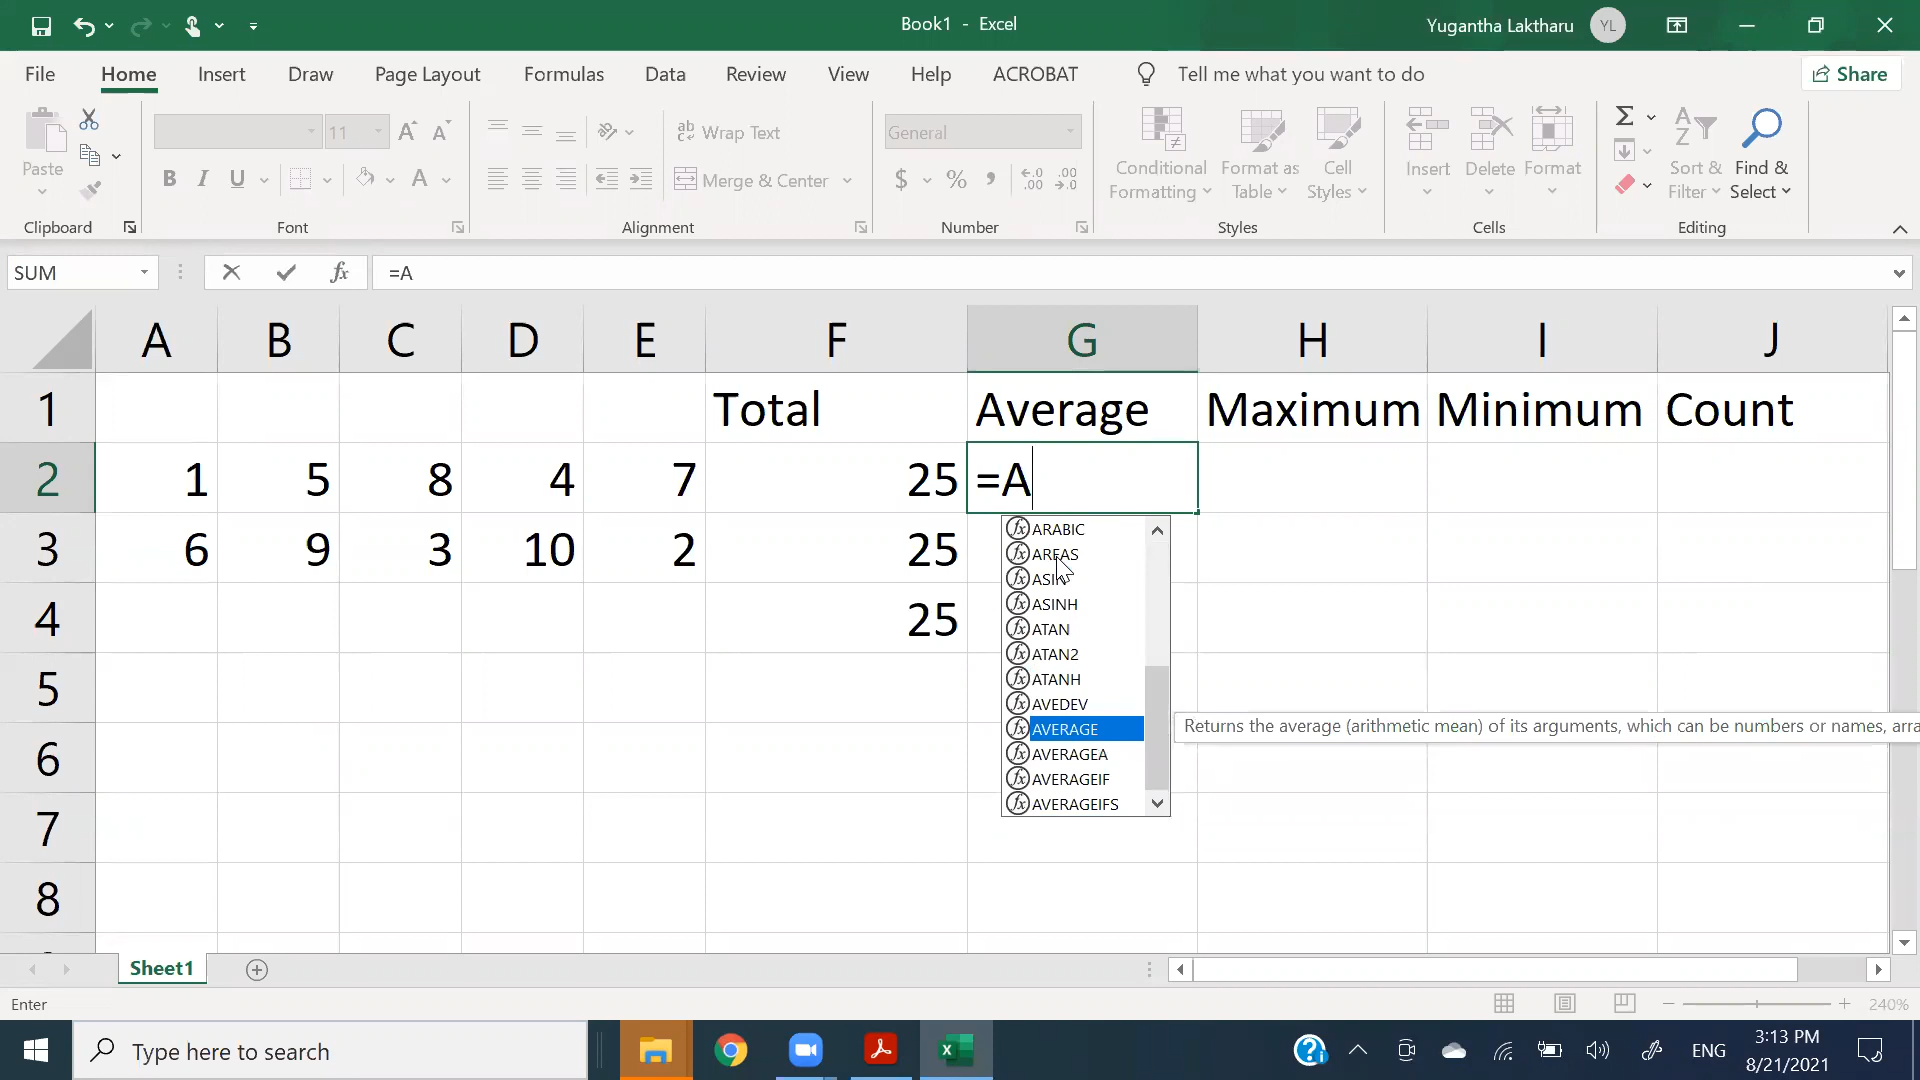 Book1 - Excel
Yugantha Laktharu YL
File Home Insert Draw Page Layout Formulas Data Review View Help ACROBAT Tell me what you want to do Share
Paste
11
ab Wrap Text
Merge & Center
General
Conditional Formatting
Format as Table
Cell Styles
Insert
Delete
Format
Sort & Filter
Find & Select
Clipboard Font Alignment Number Styles Cells Editing
SUM fx =A
A B C D E F G H I J
1 Total Average Maximum Minimum Count
2 1 5 8 4 7 25 =A
3 6 9 3 10 2 25
4 25
5
6
7
8
ARABIC
AREAS
ASIN
ASINH
ATAN
ATAN2
ATANH
AVEDEV
AVERAGE
AVERAGEA
AVERAGEIF
AVERAGEIFS
Returns the average (arithmetic mean) of its arguments, which can be numbers or names, arra
Sheet1
Enter
240%
Type here to search
ENG
3:13 PM
8/21/2021